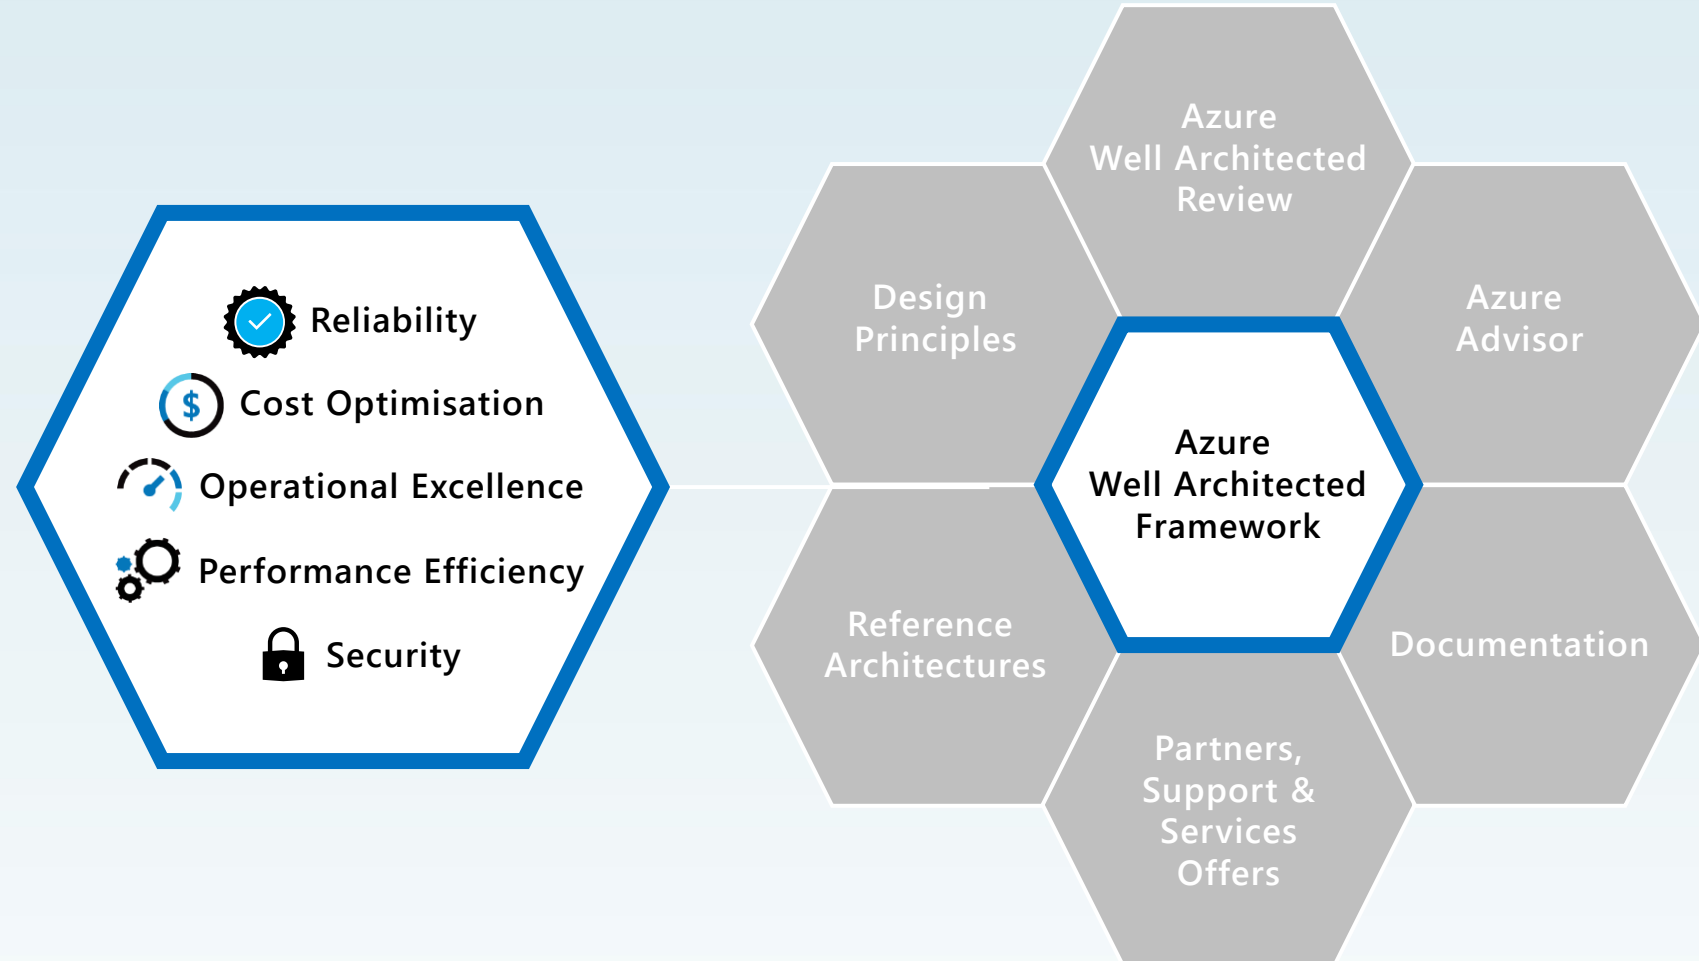 Reliability
$
Cost Optimisation
Operational Excellence
Performance Efficiency
Security
Azure
Well Architected
Review
Design
Principles
Azure
Advisor
Azure
Well Architected
Framework
Reference
Architectures
Documentation
Partners,
Support &
Services
Offers